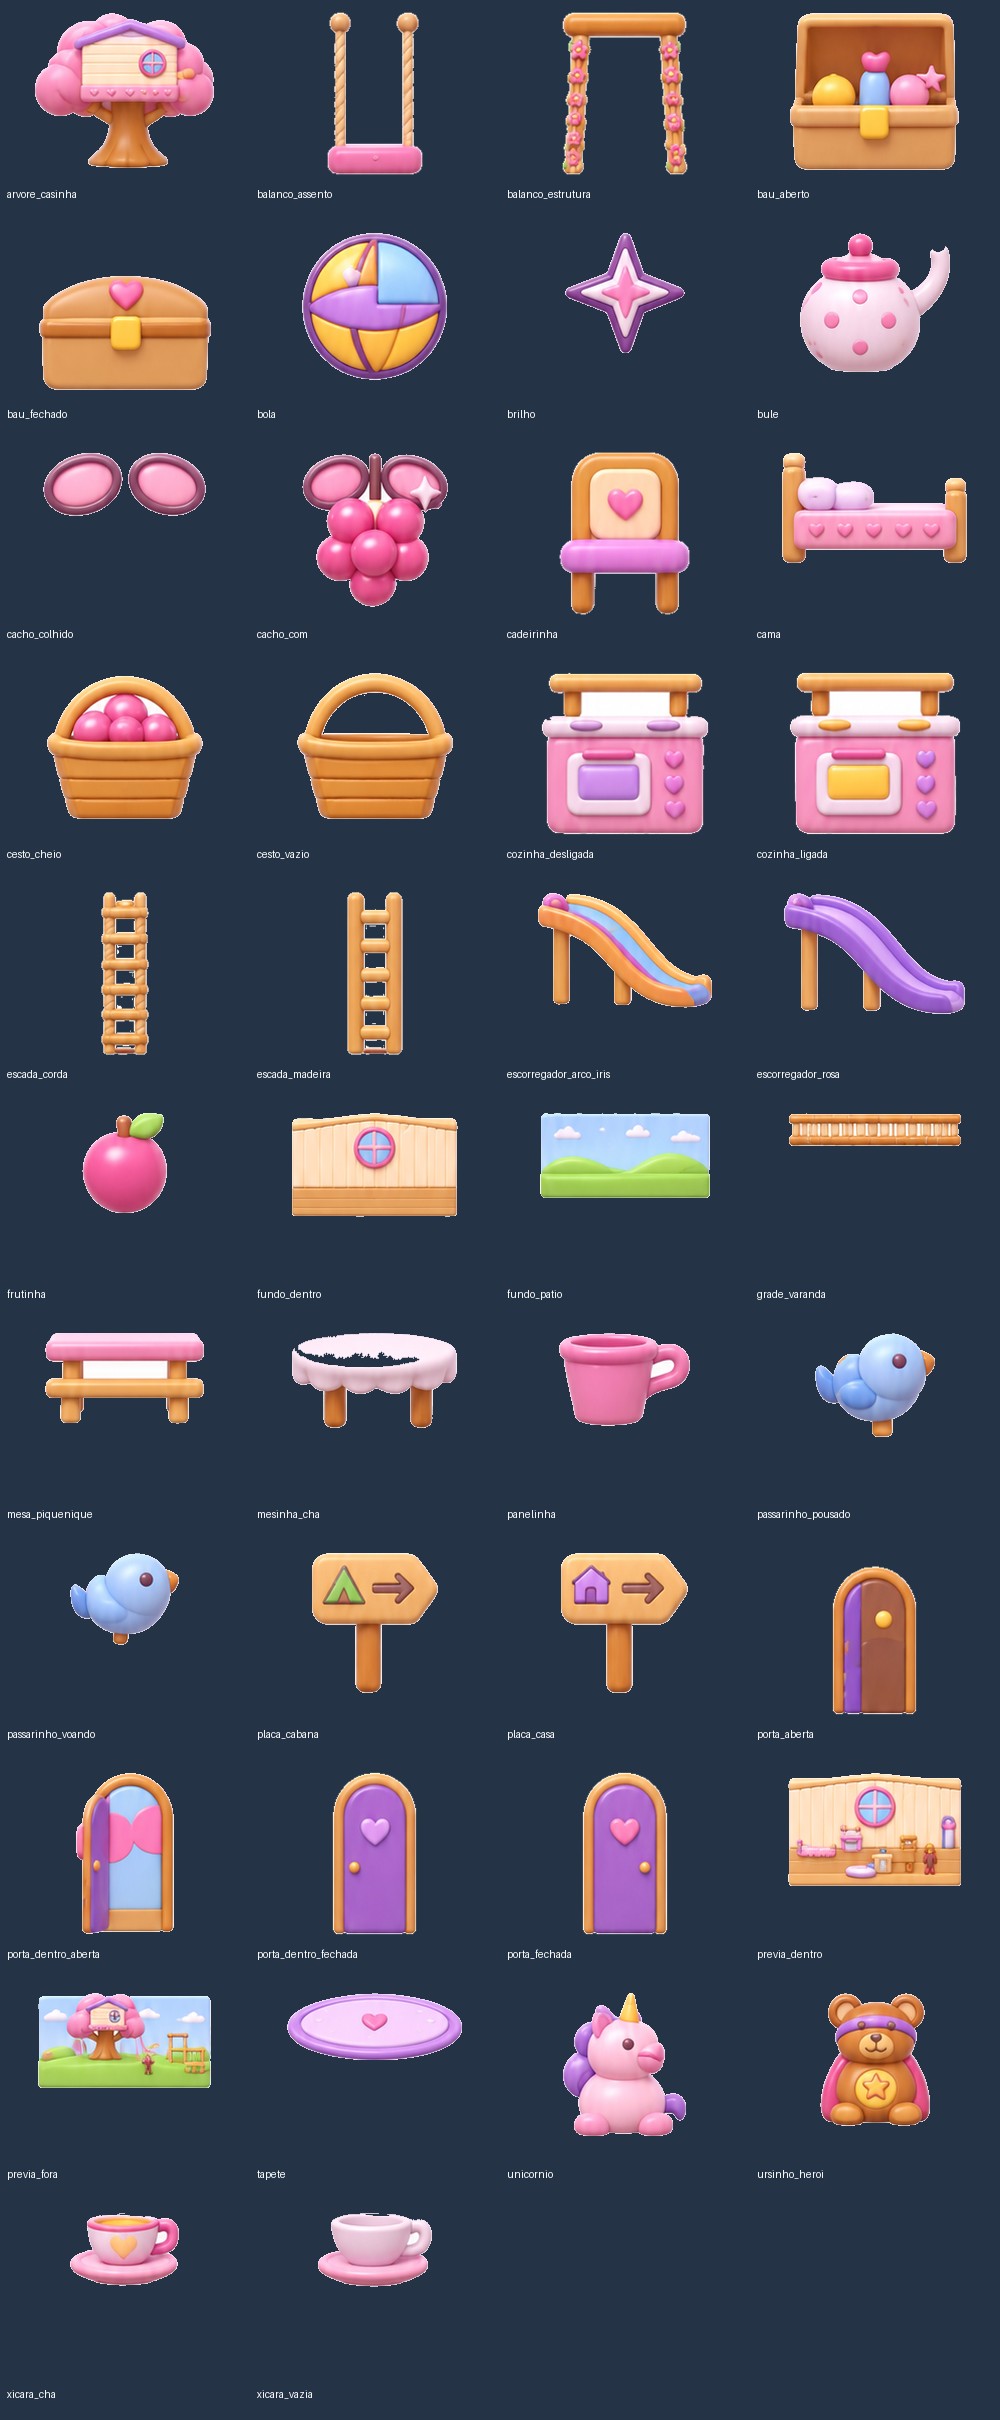 arvore_casinha
balanco_assento
balanco_estrutura
bau_aberto
bau_fechado
bola
brilho
bule
cacho_colhido
cacho_com
cadeirinha
cama
cesto_cheio
cesto_vazio
cozinha_desligada
cozinha_ligada
escada_corda
escada_madeira
escorregador_arco_iris
escorregador_rosa
frutinha
fundo_dentro
fundo_patio
grade_varanda
mesa_piquenique
mesinha_cha
panelinha
passarinho_pousado
passarinho_voando
placa_cabana
placa_casa
porta_aberta
porta_dentro_aberta
porta_dentro_fechada
porta_fechada
previa_dentro
previa_fora
tapete
unicornio
ursinho_heroi
xicara_cha
xicara_vazia